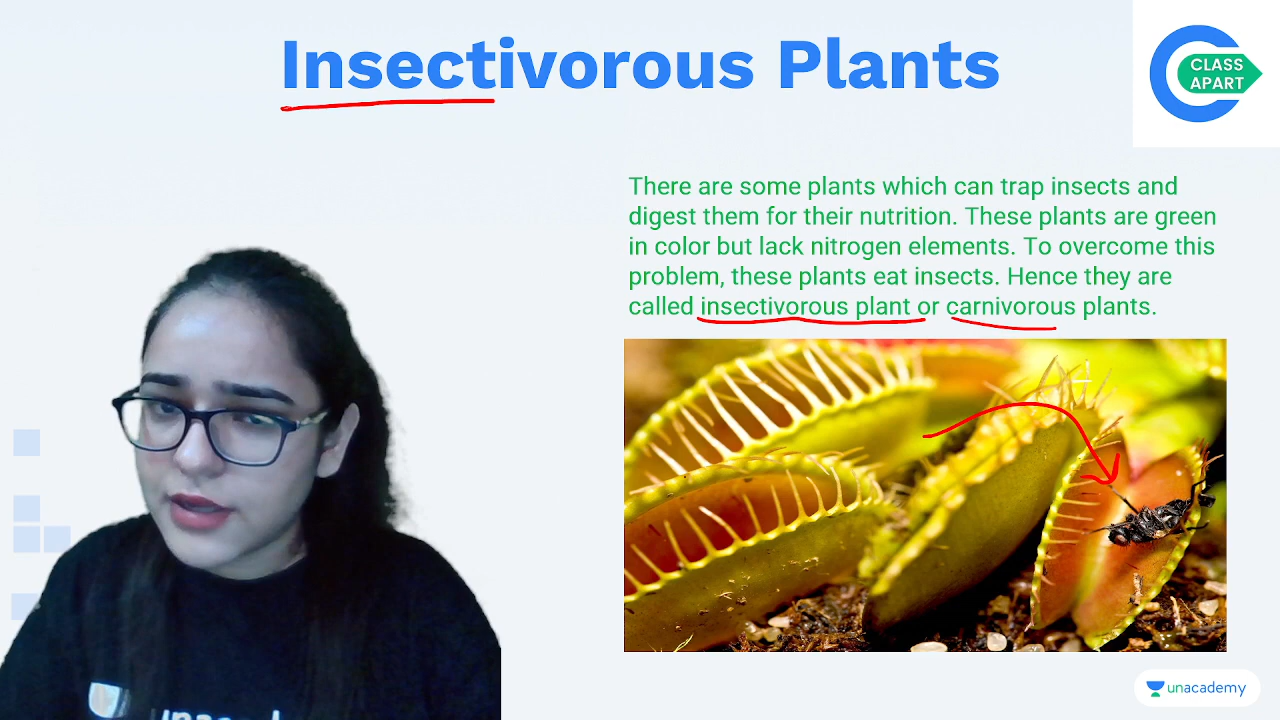 Insectivorous Plants
CLASS
APART
There are some plants which can trap insects and
digest them for their nutrition. These plants are green
in color but lack nitrogen elements. To overcome this
problem, these plants eat insects. Hence they are
called insectivorous plant or carnivorous plants.
unacademy